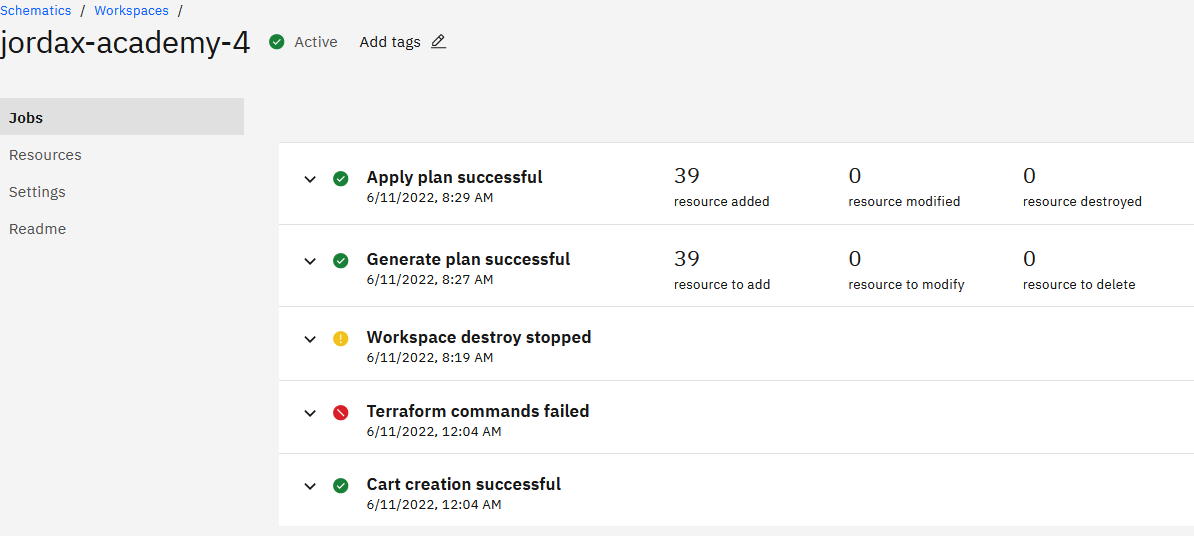 Schematics / Workspaces /
jordax-academy-4 Active Add tags
Jobs
Resources
Settings
Readme
Apply plan successful
6/11/2022, 8:29 AM
39
resource added
0
resource modified
0
resource destroyed
Generate plan successful
6/11/2022, 8:27 AM
39
resource to add
0
resource to modify
0
resource to delete
Workspace destroy stopped
6/11/2022, 8:19 AM
Terraform commands failed
6/11/2022, 12:04 AM
Cart creation successful
6/11/2022, 12:04 AM